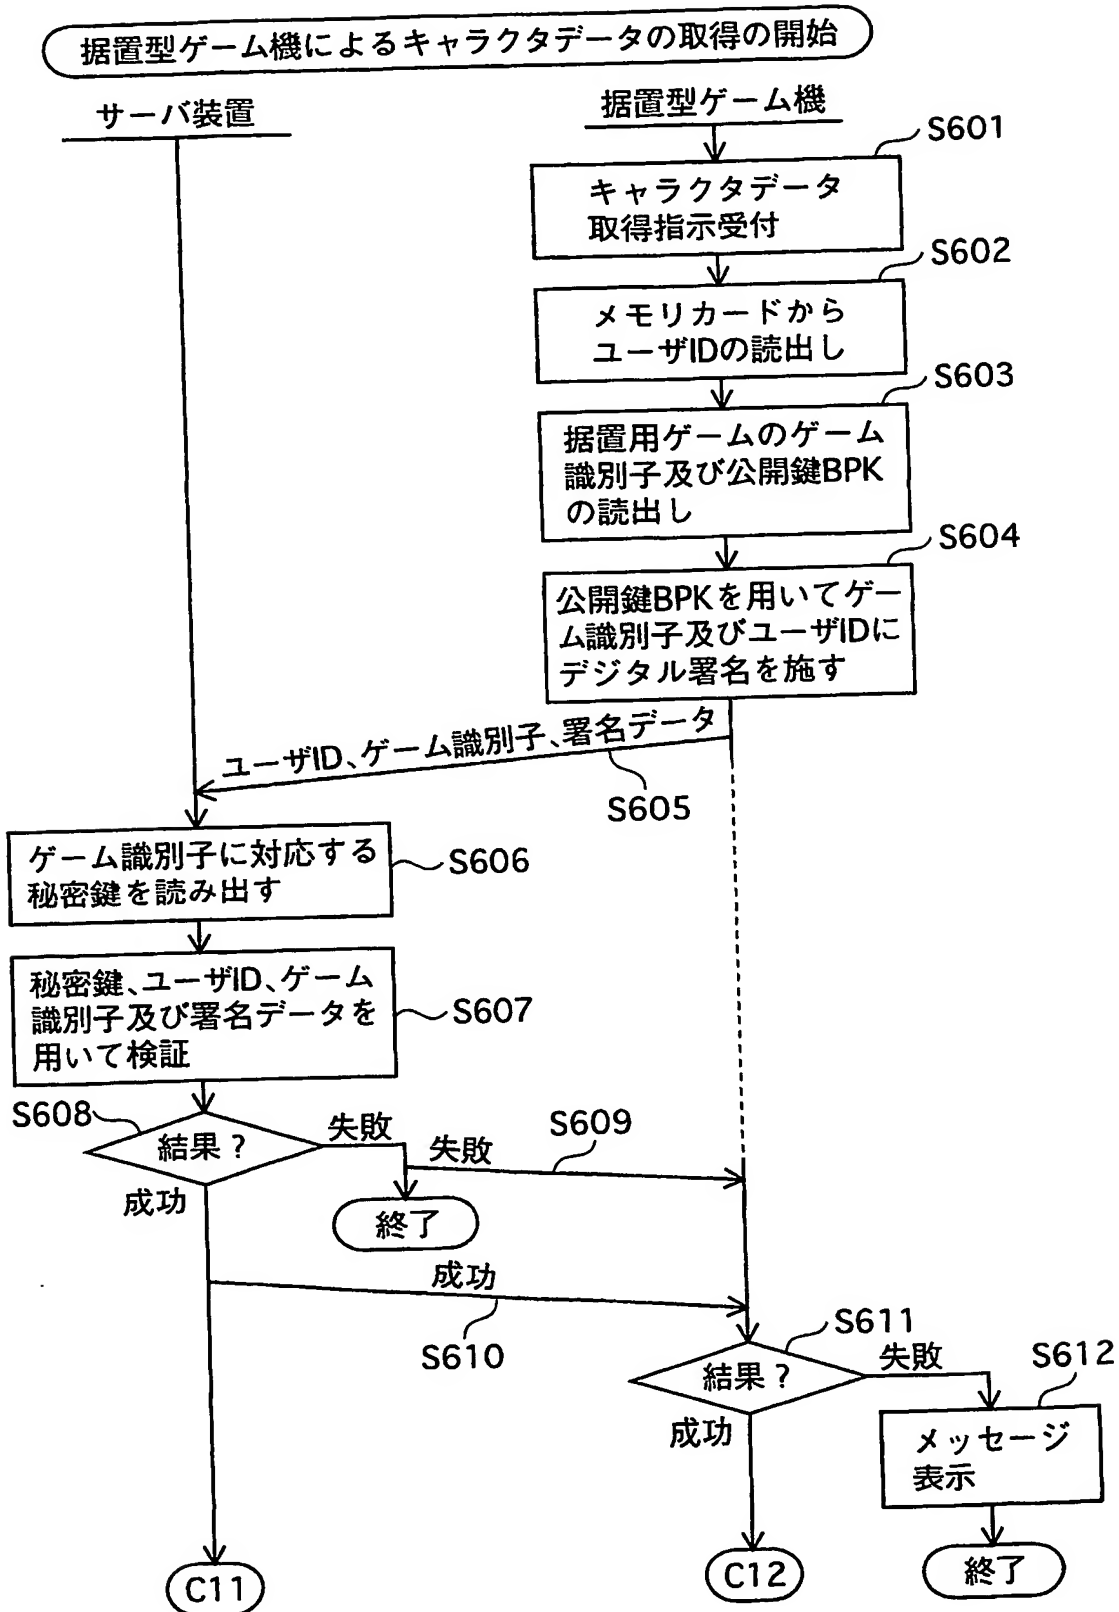 据置型ゲーム機によるキャラクタデータの取得の開始
サーバ装置
据置型ゲーム機
S601
キャラクタデータ
取得指示受付
S602
メモリカードから
ユーザIDの読出し
S603
据置用ゲームのゲーム
識別子及び公開鍵BPK
の読出し
S604
公開鍵BPKを用いてゲー
ム識別子及びユーザIDに
デジタル署名を施す
ユーザID、ゲーム識別子、署名データ
S605
ゲーム識別子に対応する
秘密鍵を読み出す
S606
秘密鍵、ユーザID、ゲーム
識別子及び署名データを
用いて検証
S607
S608
結果?
失敗
失敗
S609
成功
終了
成功
S610
S611
結果?
失敗
S612
成功
メッセージ
表示
C11
C12
終了